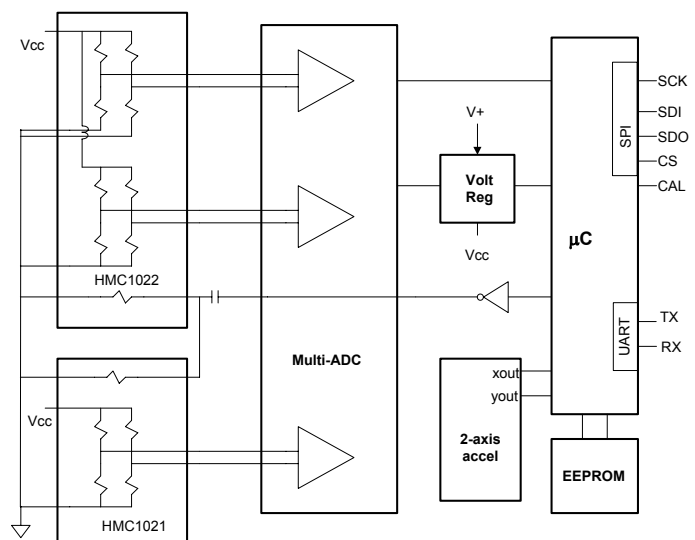 Vcc
HMC1022
Vcc
HMC1021
Multi-ADC
V+
Volt
Reg
Vcc
xout
yout
2-axis
accel
µC
SPI
SCK
SDI
SDO
CS
CAL
UART
TX
RX
EEPROM